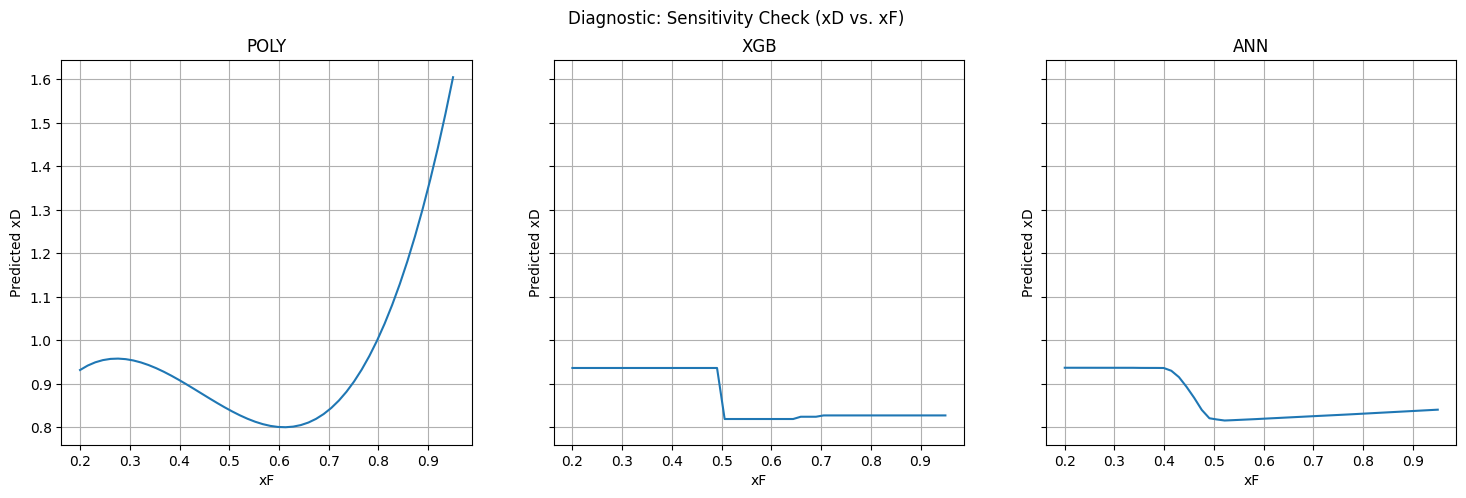 Diagnostic: Sensitivity Check (xD vs. xF)
POLY
Predicted xD
1.6
1.5
1.4
1.3
1.2
1.1
1.0
0.9
0.8
0.2 0.3 0.4 0.5 0.6 0.7 0.8 0.9
xF
XGB
Predicted xD
0.2 0.3 0.4 0.5 0.6 0.7 0.8 0.9
xF
ANN
Predicted xD
0.2 0.3 0.4 0.5 0.6 0.7 0.8 0.9
xF